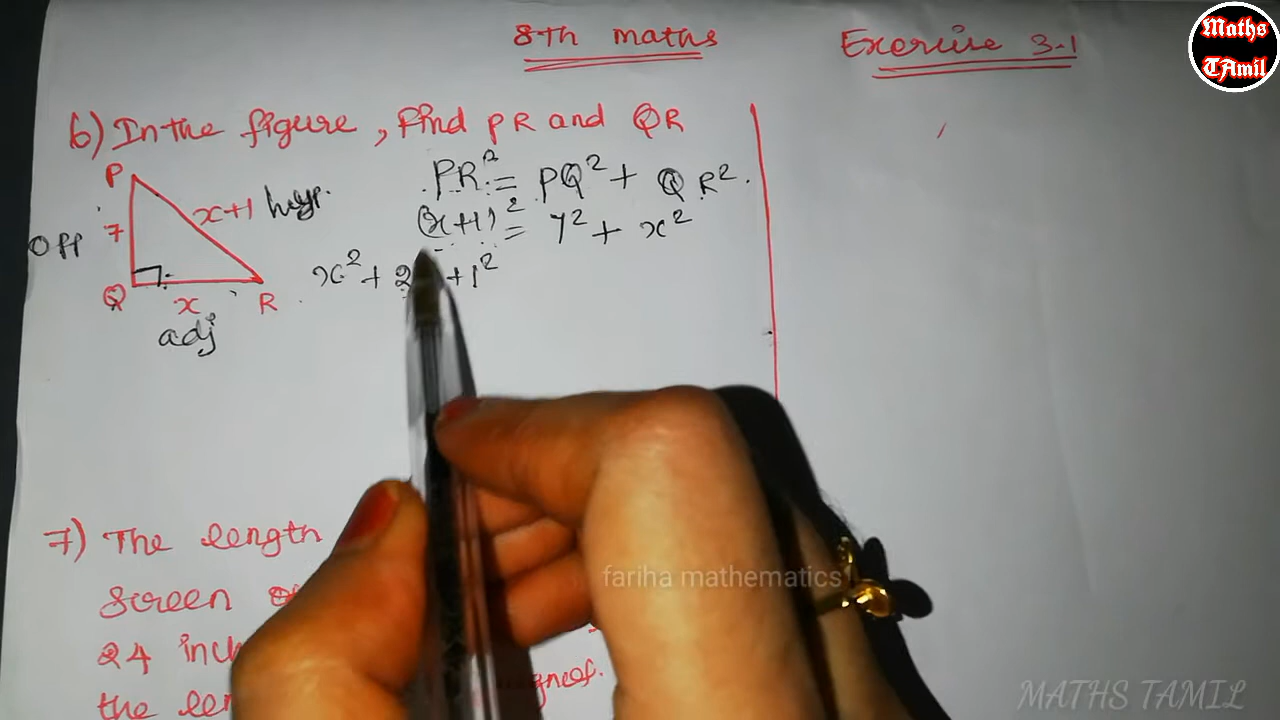 8th maths
Exercise 3.1
Maths
TAmil
6) In the figure, Find PR and QR
P
7
x+1 hyp.
opp
Q
x
R
adj
PR² = PQ² + QR².
(x+1)² = 7² + x²
x² + 2 + 1²
7) The length
screen
24
the
fariha mathematics
MATHS TAMIL